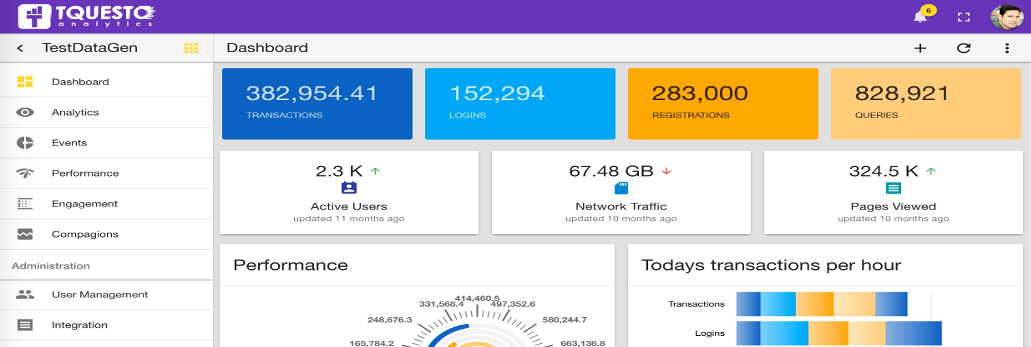 TQUESTO
analytics
6
TestDataGen
Dashboard
Dashboard
Analytics
Events
Performance
Engagement
Compagions
Administration
User Management
Integration
382,954.41
TRANSACTIONS
152,294
LOGINS
283,000
REGISTRATIONS
828,921
QUERIES
2.3 K
Active Users
updated 11 months ago
67.48 GB
Network Traffic
updated 10 months ago
324.5 K
Pages Viewed
updated 10 months ago
Performance
414,460.5
331,568.4
497,352.6
248,676.3
580,244.7
165,784.2
663,136.8
Todays transactions per hour
Transactions
Logins